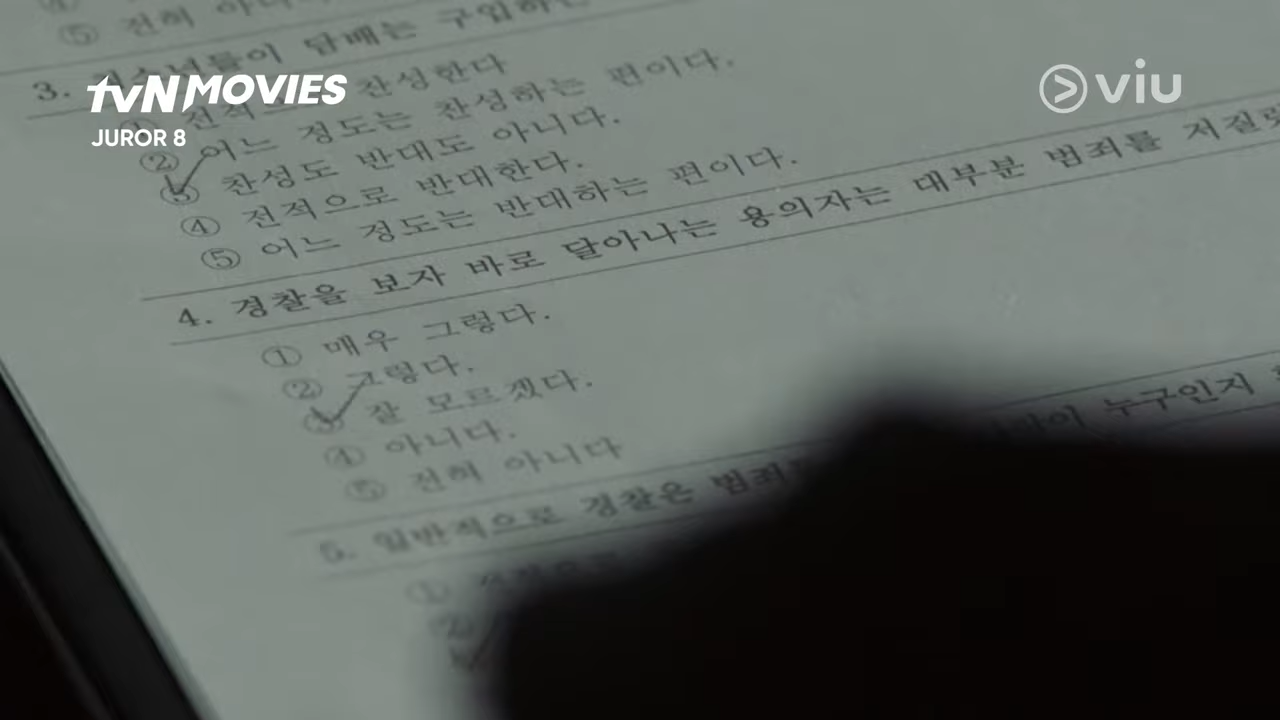 ⑤ 전혀 아니다
tvN MOVIES
viu
JUROR 8
3. 청소년들이 담배는 구입하는
① 전적으로 찬성한다
② 어느 정도는 찬성하는 편이다.
③ 찬성도 반대도 아니다.
④ 전적으로 반대한다.
⑤ 어느 정도는 반대하는 편이다.
4. 경찰을 보자 바로 달아나는 용의자는 대부분 범죄를 저질렀
① 매우 그렇다.
② 그렇다.
③ 잘 모르겠다.
④ 아니다.
⑤ 전혀 아니다
5. 일반적으로 경찰은 범죄 누구인지
①
②